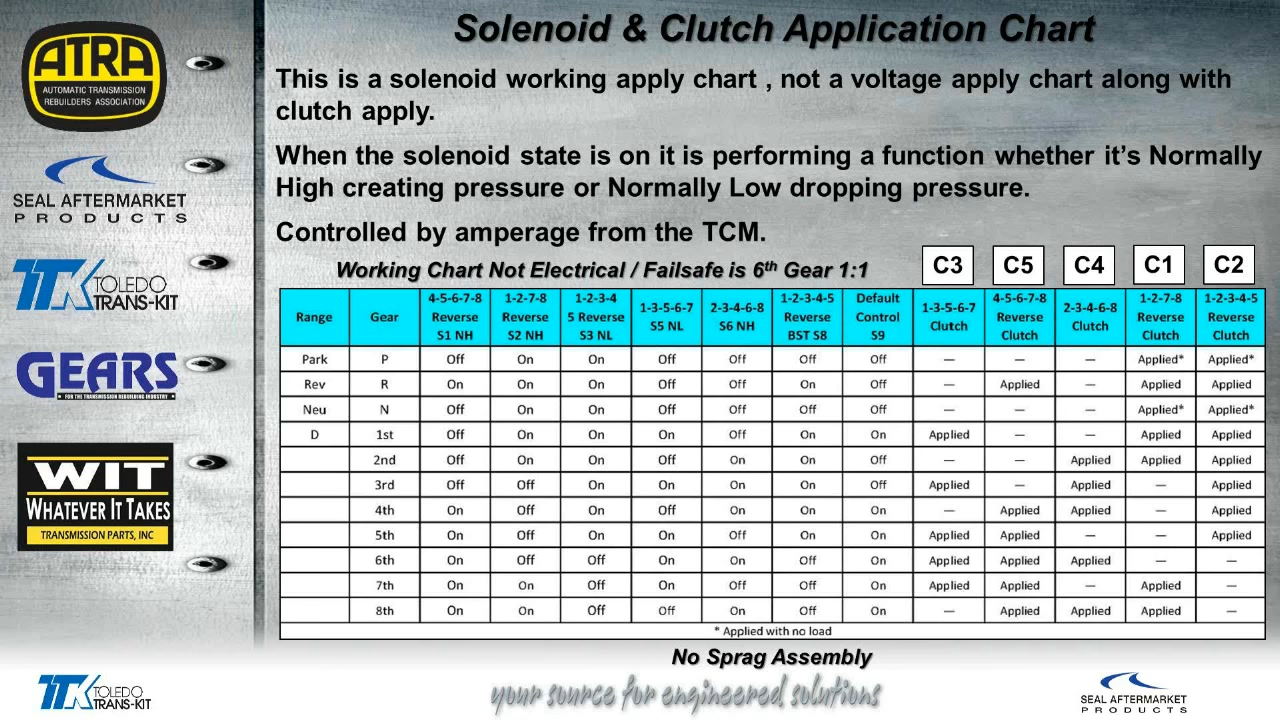 Solenoid & Clutch Application Chart
ATRA
AUTOMATIC TRANSMISSION
REBUILDERS ASSOCIATION
SEAL AFTERMARKET
PRODUCTS
TTK TOLEDO
TRANS-KIT
GEARS
FOR THE TRANSMISSION REBUILDING INDUSTRY
WIT
WHATEVER IT TAKES
TRANSMISSION PARTS, INC
This is a solenoid working apply chart , not a voltage apply chart along with
clutch apply.
When the solenoid state is on it is performing a function whether it's Normally
High creating pressure or Normally Low dropping pressure.
Controlled by amperage from the TCM.
Working Chart Not Electrical / Failsafe is 6th Gear 1:1
C3 C5 C4 C1 C2
Range Gear 4-5-6-7-8 Reverse S1 NH 1-2-7-8 Reverse S2 NH 1-2-3-4 5 Reverse S3 NL 1-3-5-6-7 S5 NL 2-3-4-6-8 S6 NH 1-2-3-4-5 Reverse BST S8 Default Control S9 1-3-5-6-7 Clutch 4-5-6-7-8 Reverse Clutch 2-3-4-6-8 Clutch 1-2-7-8 Reverse Clutch 1-2-3-4-5 Reverse Clutch
Park P Off On On Off Off Off Off — — — Applied* Applied*
Rev R On On On Off Off On Off — Applied — Applied Applied
Neu N Off On On Off Off Off Off — — — Applied* Applied*
D 1st Off On On On Off On On Applied — — Applied Applied
2nd Off On On Off On On Off — — Applied Applied Applied
3rd Off Off On On On On Off Applied — Applied — Applied
4th On Off On Off On On On — Applied Applied — Applied
5th On Off On On Off On On Applied Applied — — Applied
6th On Off Off On On Off On Applied Applied Applied — —
7th On On Off On Off Off On Applied Applied — Applied —
8th On On Off Off On Off On — Applied Applied Applied —
* Applied with no load
No Sprag Assembly
TTK TOLEDO
TRANS-KIT
your source for engineered solutions
SEAL AFTERMARKET
PRODUCTS